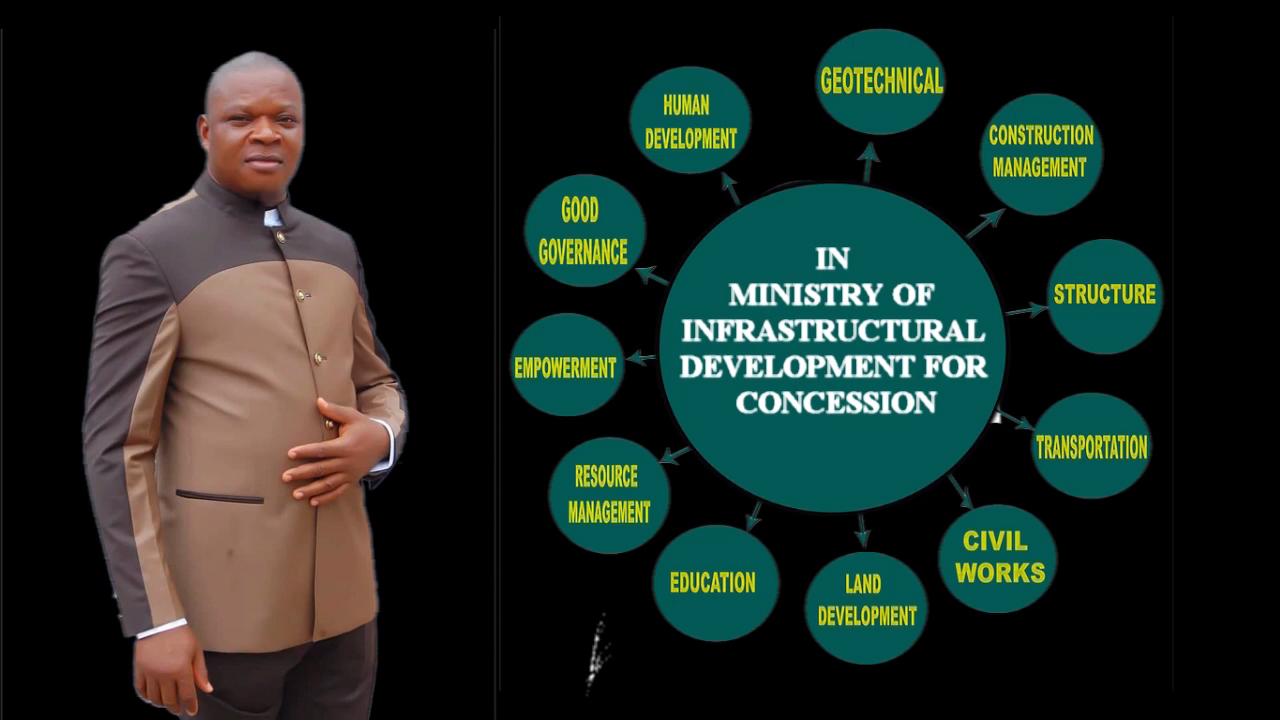 IN
MINISTRY OF
INFRASTRUCTURAL
DEVELOPMENT FOR
CONCESSION
GEOTECHNICAL
CONSTRUCTION
MANAGEMENT
STRUCTURE
TRANSPORTATION
CIVIL
WORKS
LAND
DEVELOPMENT
EDUCATION
RESOURCE
MANAGEMENT
EMPOWERMENT
GOOD
GOVERNANCE
HUMAN
DEVELOPMENT